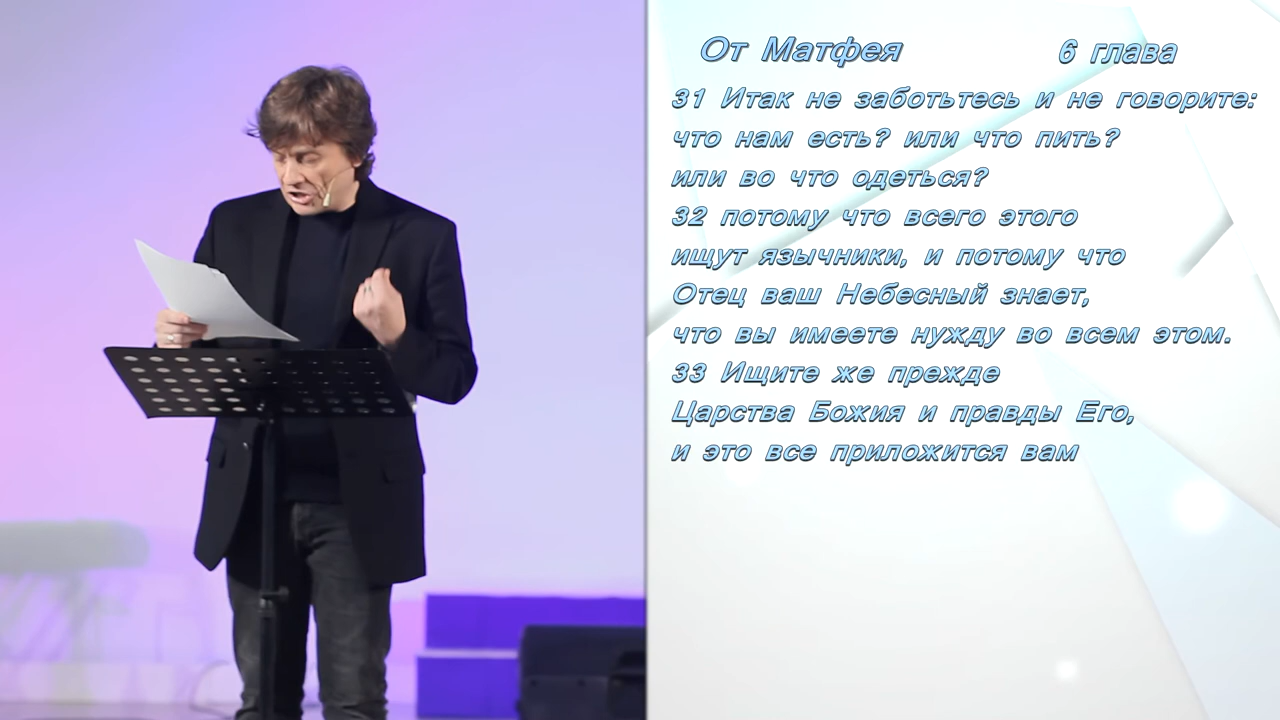 От Матфея 6 глава
31 Итак не заботьтесь и не говорите:
что нам есть? или что пить?
или во что одеться?
32 потому что всего этого
ищут язычники, и потому что
Отец ваш Небесный знает,
что вы имеете нужду во всем этом.
33 Ищите же прежде
Царства Божия и правды Его,
и это все приложится вам